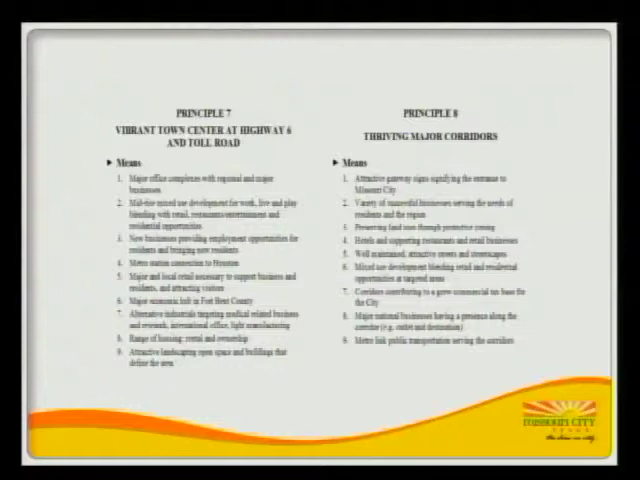 PRINCIPLE 7
VIBRANT TOWN CENTER AT HIGHWAY 6
AND TOLL ROAD
Means
1. Major office complexes with regional and major
businesses
2. Mid-rise mixed use development for work, live and play
blending with retail, restaurants/entertainment and
residential opportunities
3. New businesses providing employment opportunities for
residents and bringing new residents
4. Metro station connection to Houston
5. Major and local retail necessary to support business and
residents, and attracting visitors
6. Major economic hub in Fort Bend County
7. Alternative industrials targeting medical related business
and research, international office, light manufacturing
8. Range of housing: rental and ownership
9. Attractive landscaping open space and buildings that
define the area
PRINCIPLE 8
THRIVING MAJOR CORRIDORS
Means
1. Attractive gateway signs signifying the entrance to
Missouri City
2. Variety of successful businesses serving the needs of
residents and the region
3. Preserving land uses through protective zoning
4. Hotels and supporting restaurants and retail businesses
5. Well maintained, attractive streets and streetscapes
6. Mixed use development blending retail and residential
opportunities at targeted areas
7. Corridors contributing to a grow commercial tax base for
the City
8. Major national businesses having a presence along the
corridor (e.g., outlet and destination)
9. Metro link public transportation serving the corridors
MISSOURI CITY
TEXAS
the show me city